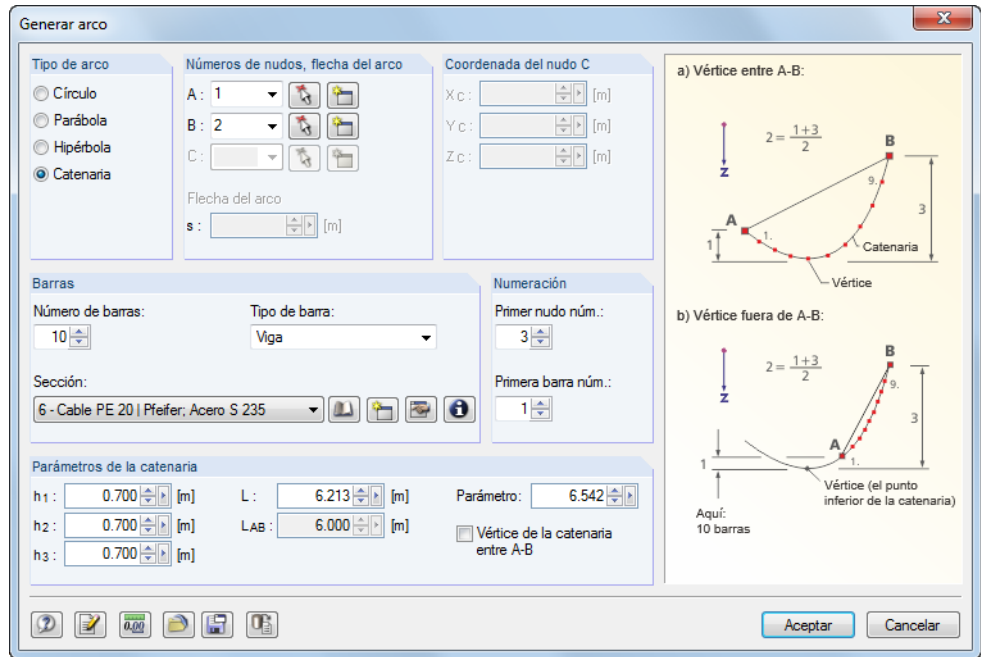 Generar arco
Tipo de arco
Círculo
Parábola
Hipérbola
Catenaria
Números de nudos, flecha del arco
A : 1
B : 2
C :
Flecha del arco
s : [m]
Coordenada del nudo C
XC : [m]
YC : [m]
ZC : [m]
Barras
Número de barras:
10
Tipo de barra:
Viga
Sección:
6 - Cable PE 20 | Pfeifer; Acero S 235
Numeración
Primer nudo núm.:
3
Primera barra núm.:
1
Parámetros de la catenaria
h1 : 0.700 [m]
h2 : 0.700 [m]
h3 : 0.700 [m]
L : 6.213 [m]
LAB : 6.000 [m]
Parámetro: 6.542
Vértice de la catenaria
entre A-B
a) Vértice entre A-B:
2 = 1+3
2
B
z
9.
3
A
1.
1
Catenaria
Vértice
b) Vértice fuera de A-B:
2 = 1+3
2
B
z
9.
3
A
1
1.
Vértice (el punto
inferior de la catenaria)
Aquí:
10 barras
0.00
Aceptar
Cancelar